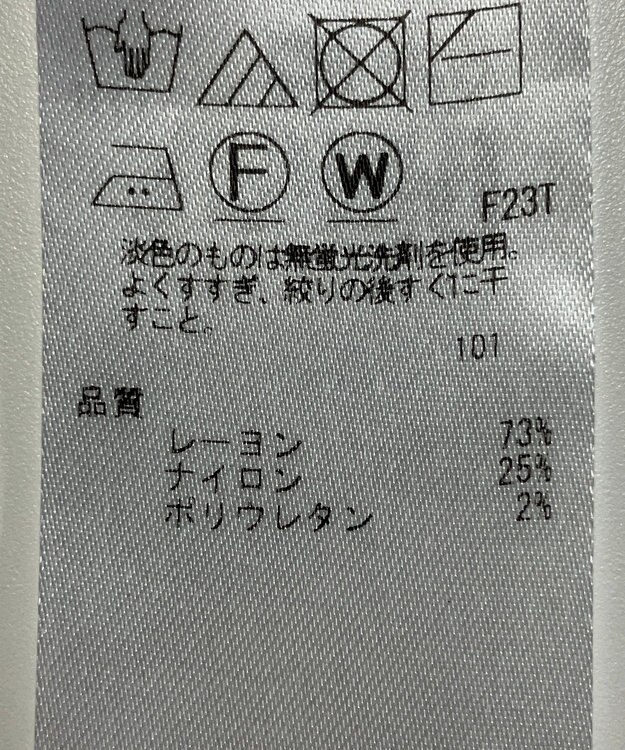 F
W
F23T
淡色のものは無蛍光洗剤を使用。
よくすすぎ、絞りの後すぐに干
すこと。
101
品質
レーヨン 73%
ナイロン 25%
ポリウレタン 2%